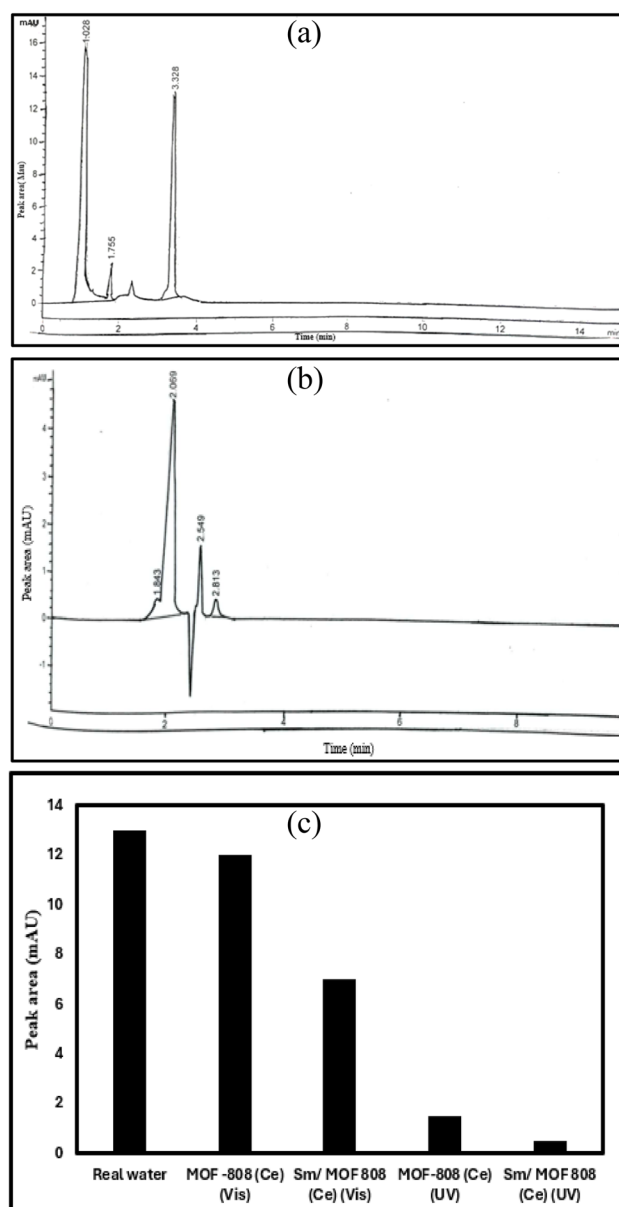 (a)
mAU
1.028
3.328
16
14
12
10
8
6
4
2
0
1.755
Peak area( Mau)
0 2 4 6 8 10 12 14 min
Time (min)
(b)
mAU
2.069
4
3
2
1
0
-1
1.843
2.549
2.813
Peak area (mAU)
0 2 4 6 8
Time (min)
(c)
14
12
10
8
6
4
2
0
Peak area (mAU)
Real water MOF -808 (Ce) (Vis) Sm/ MOF 808 (Ce) (Vis) MOF-808 (Ce) (UV) Sm/ MOF 808 (Ce) (UV)